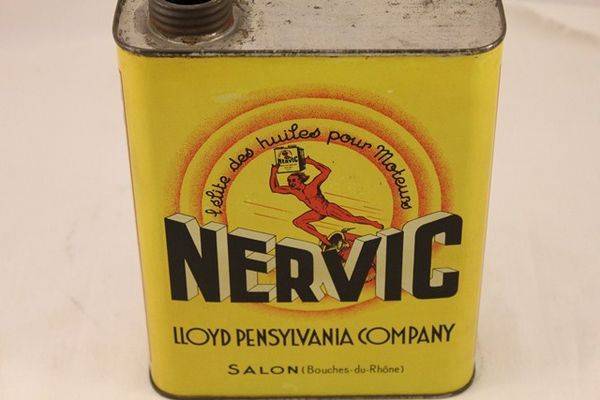 l'élite des huiles pour Moteurs
NERVIC
NERVIC
LLOYD PENSYLVANIA COMPANY
SALON (Bouches-du-Rhône)